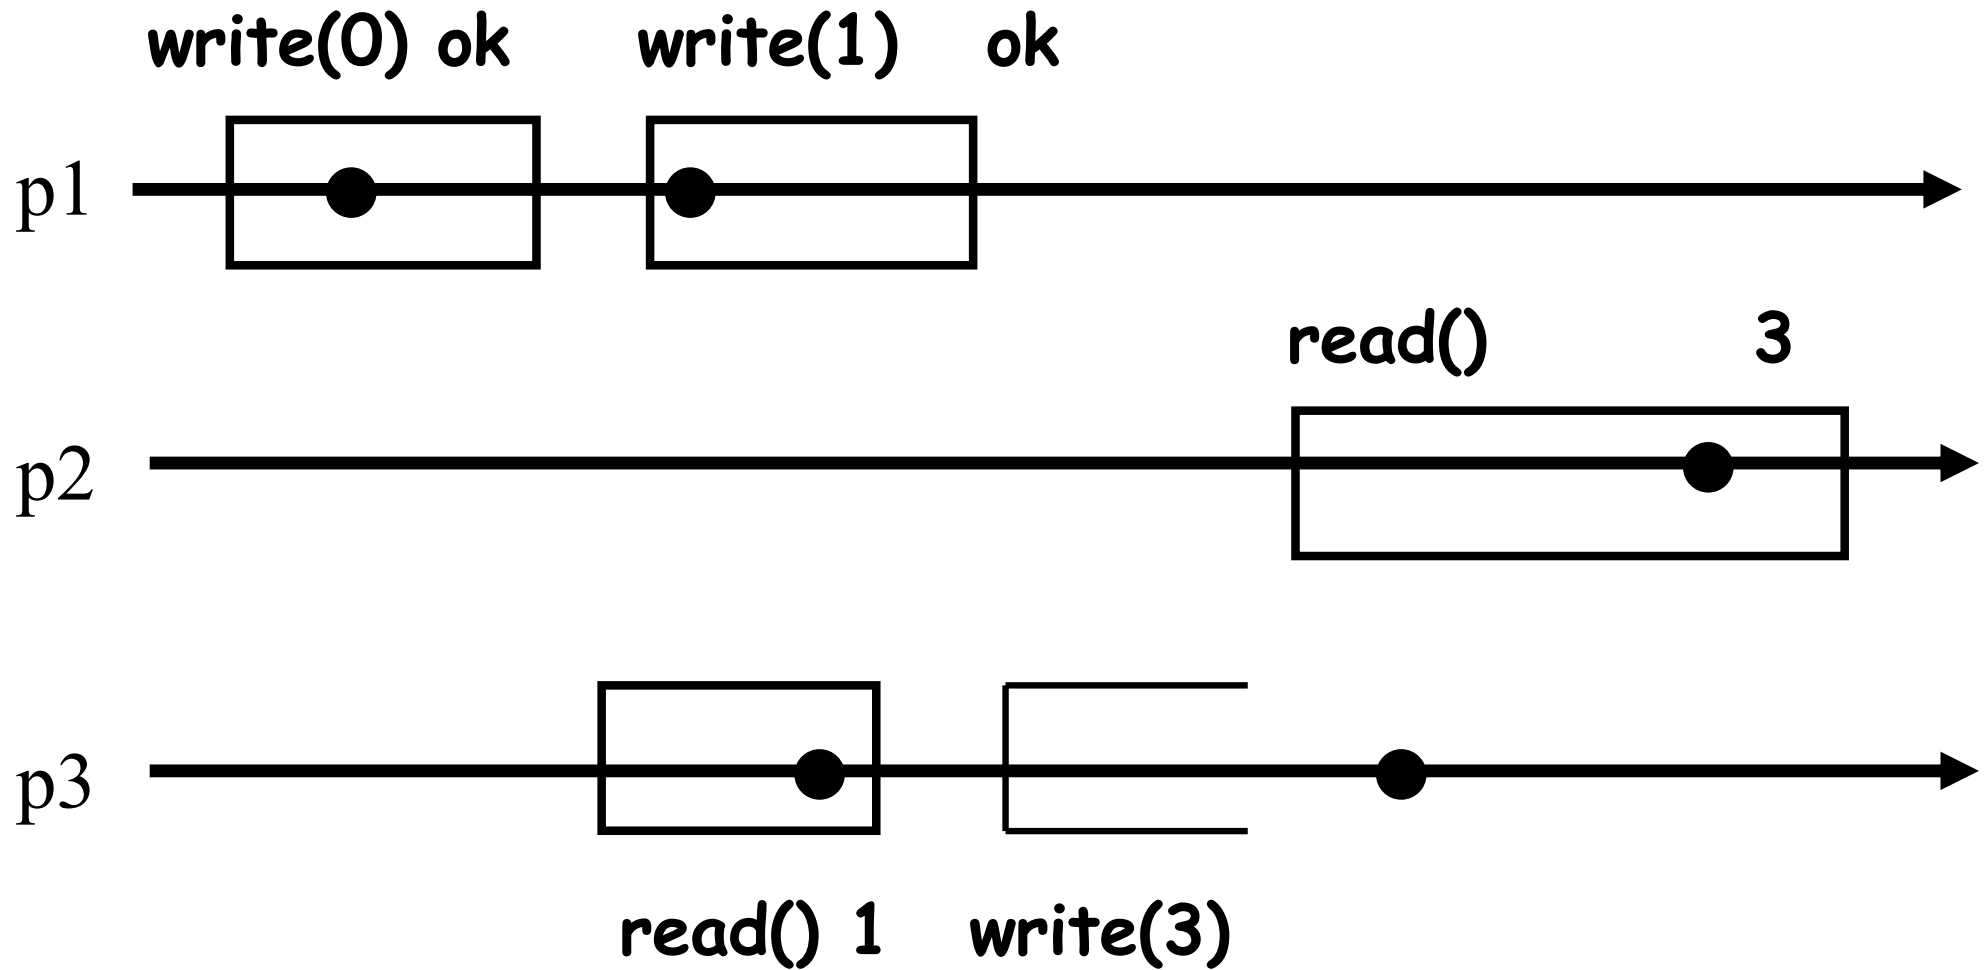 write(0) ok write(1) ok
p1
read() 3
p2
p3
read() 1 write(3)